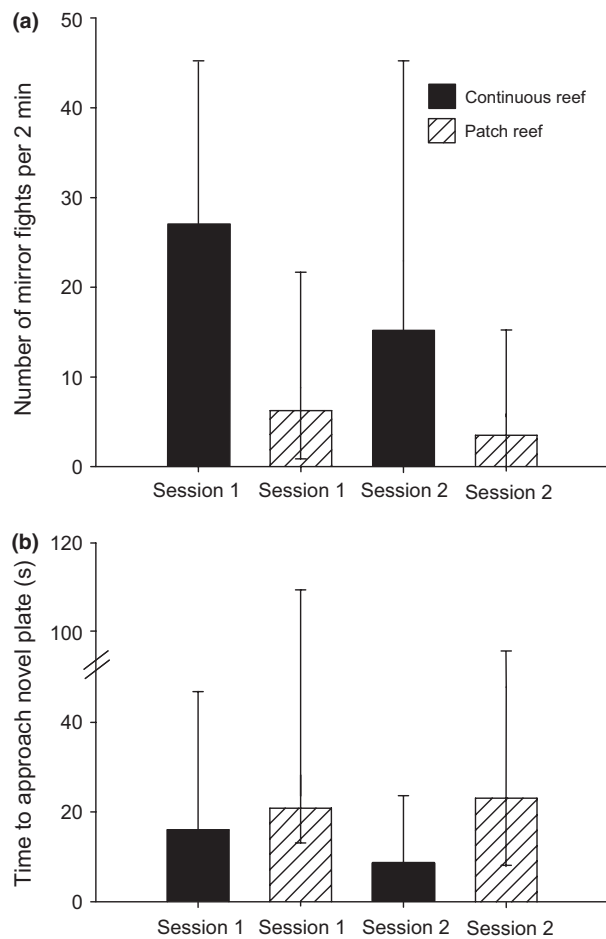 (a)
Number of mirror fights per 2 min
50
40
30
20
10
0
Continuous reef
Patch reef
Session 1 Session 1 Session 2 Session 2
(b)
Time to approach novel plate (s)
120
100
40
20
0
Session 1 Session 1 Session 2 Session 2